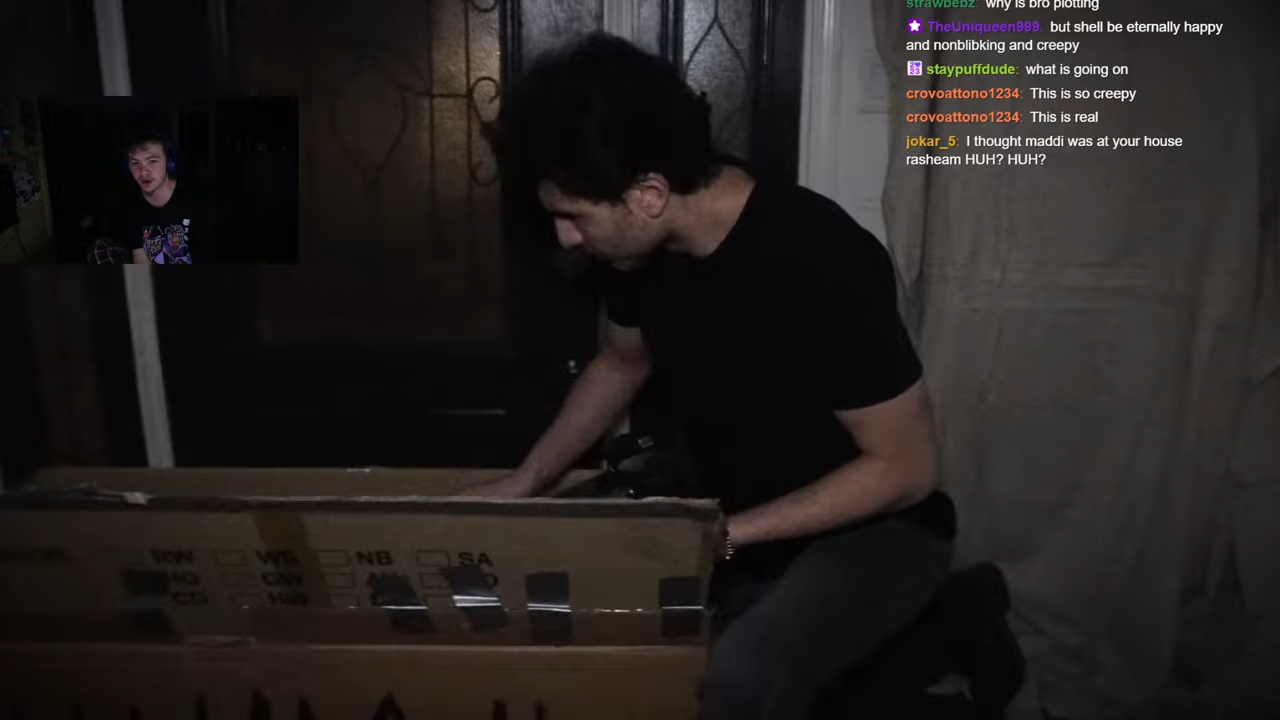 strawbebz: why is bro plotting
TheUniqueen999: but shell be eternally happy
and nonblibking and creepy
staypuffdude: what is going on
crovoattono1234: This is so creepy
crovoattono1234: This is real
jokar_5: I thought maddi was at your house
rasheam HUH? HUH?
NW WE NB SA